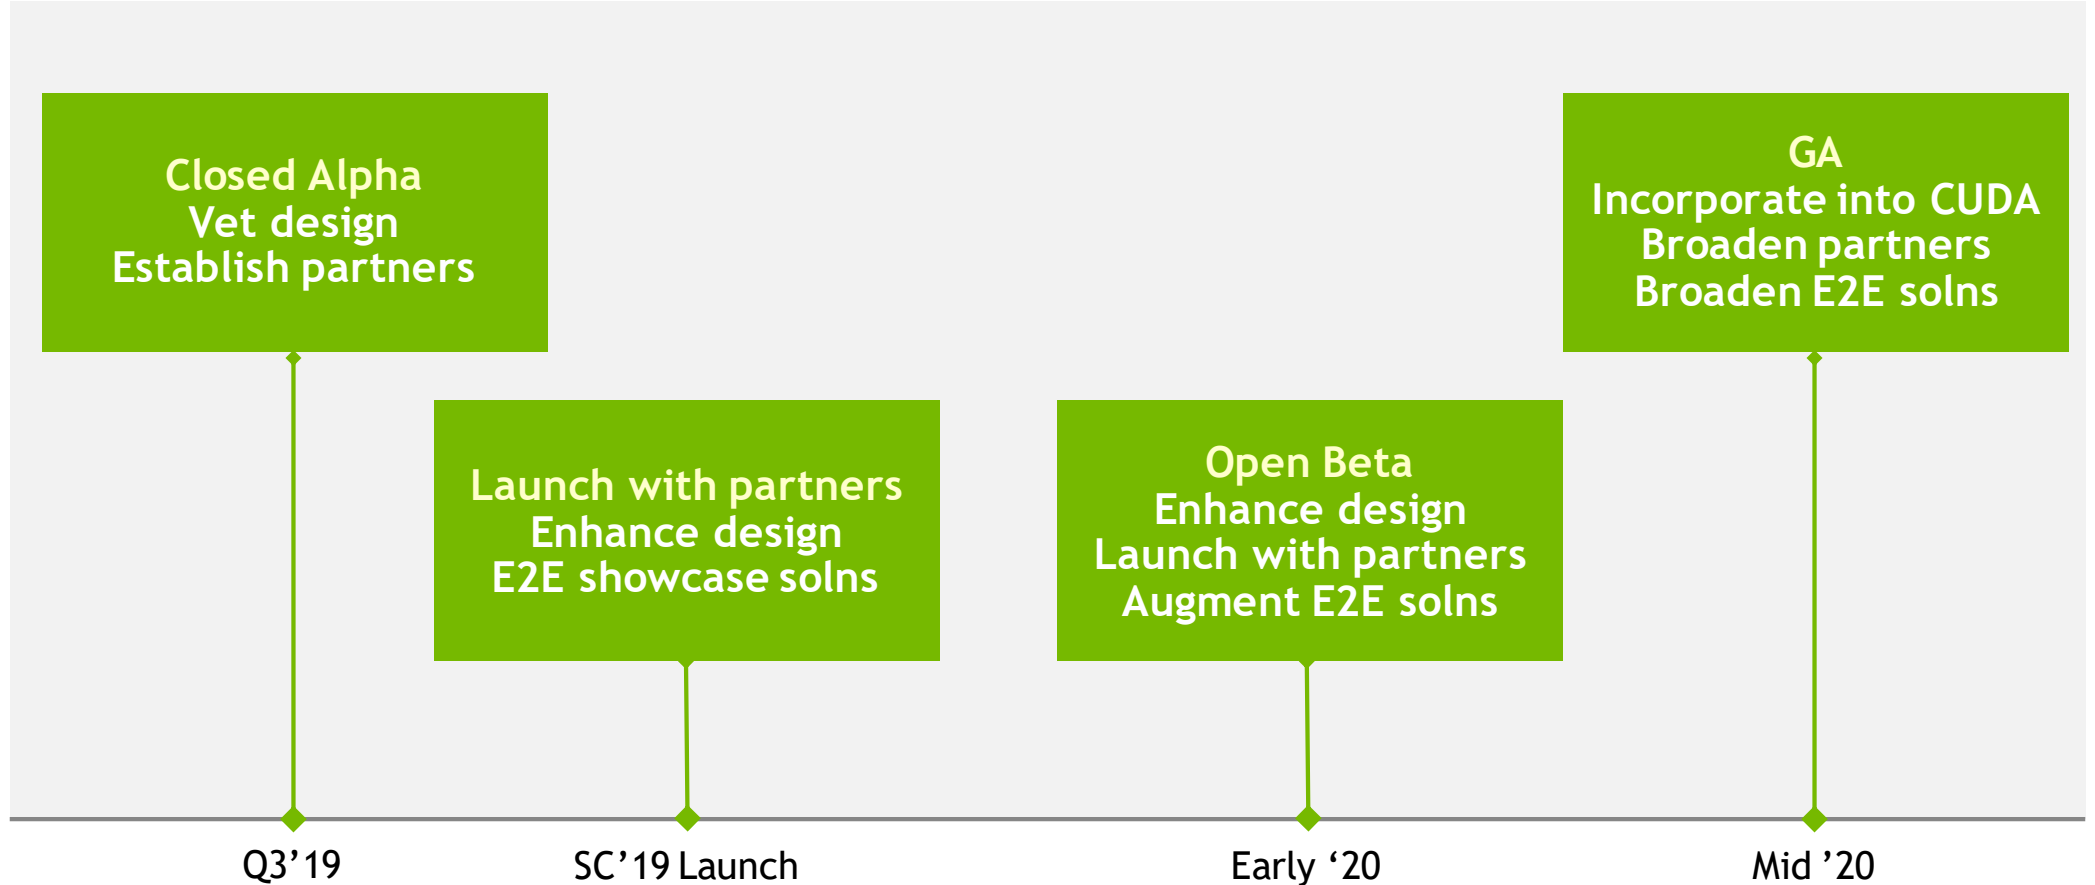 Closed Alpha
Vet design
Establish partners
Launch with partners
Enhance design
E2E showcase solns
Open Beta
Enhance design
Launch with partners
Augment E2E solns
GA
Incorporate into CUDA
Broaden partners
Broaden E2E solns
Q3’19
SC’19 Launch
Early ‘20
Mid ’20